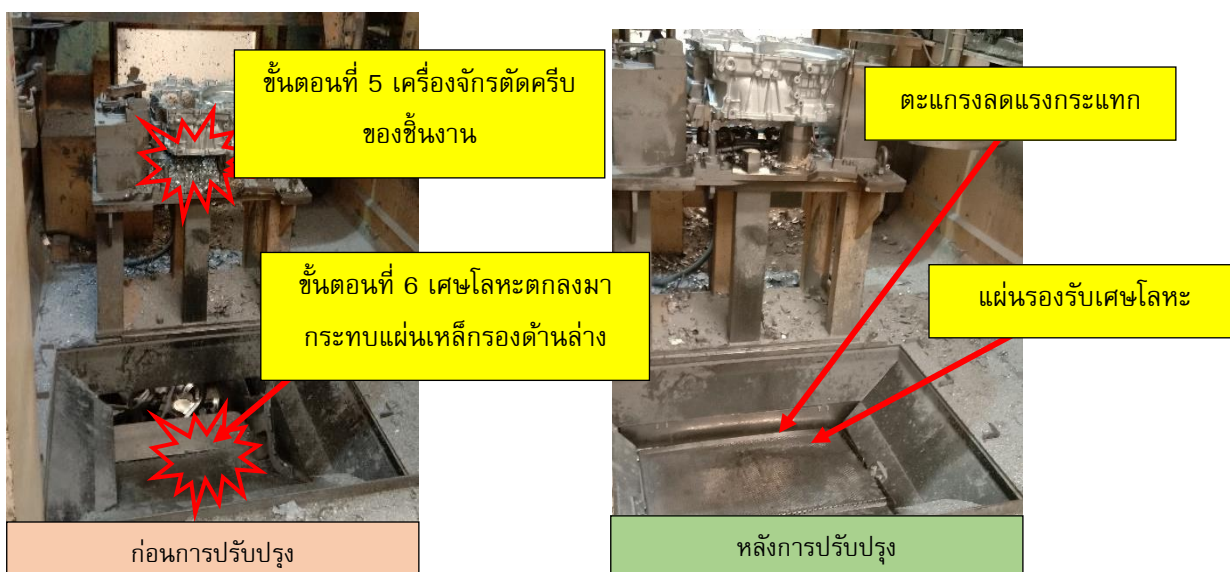 ขั้นตอนที่ 5 เครื่องจักรตัดครีบ
ของชิ้นงาน
ขั้นตอนที่ 6 เศษโลหะตกลงมา
กระทบแผ่นเหล็กรองด้านล่าง
ก่อนการปรับปรุง
ตะแกรงลดแรงกระแทก
แผ่นรองรับเศษโลหะ
หลังการปรับปรุง